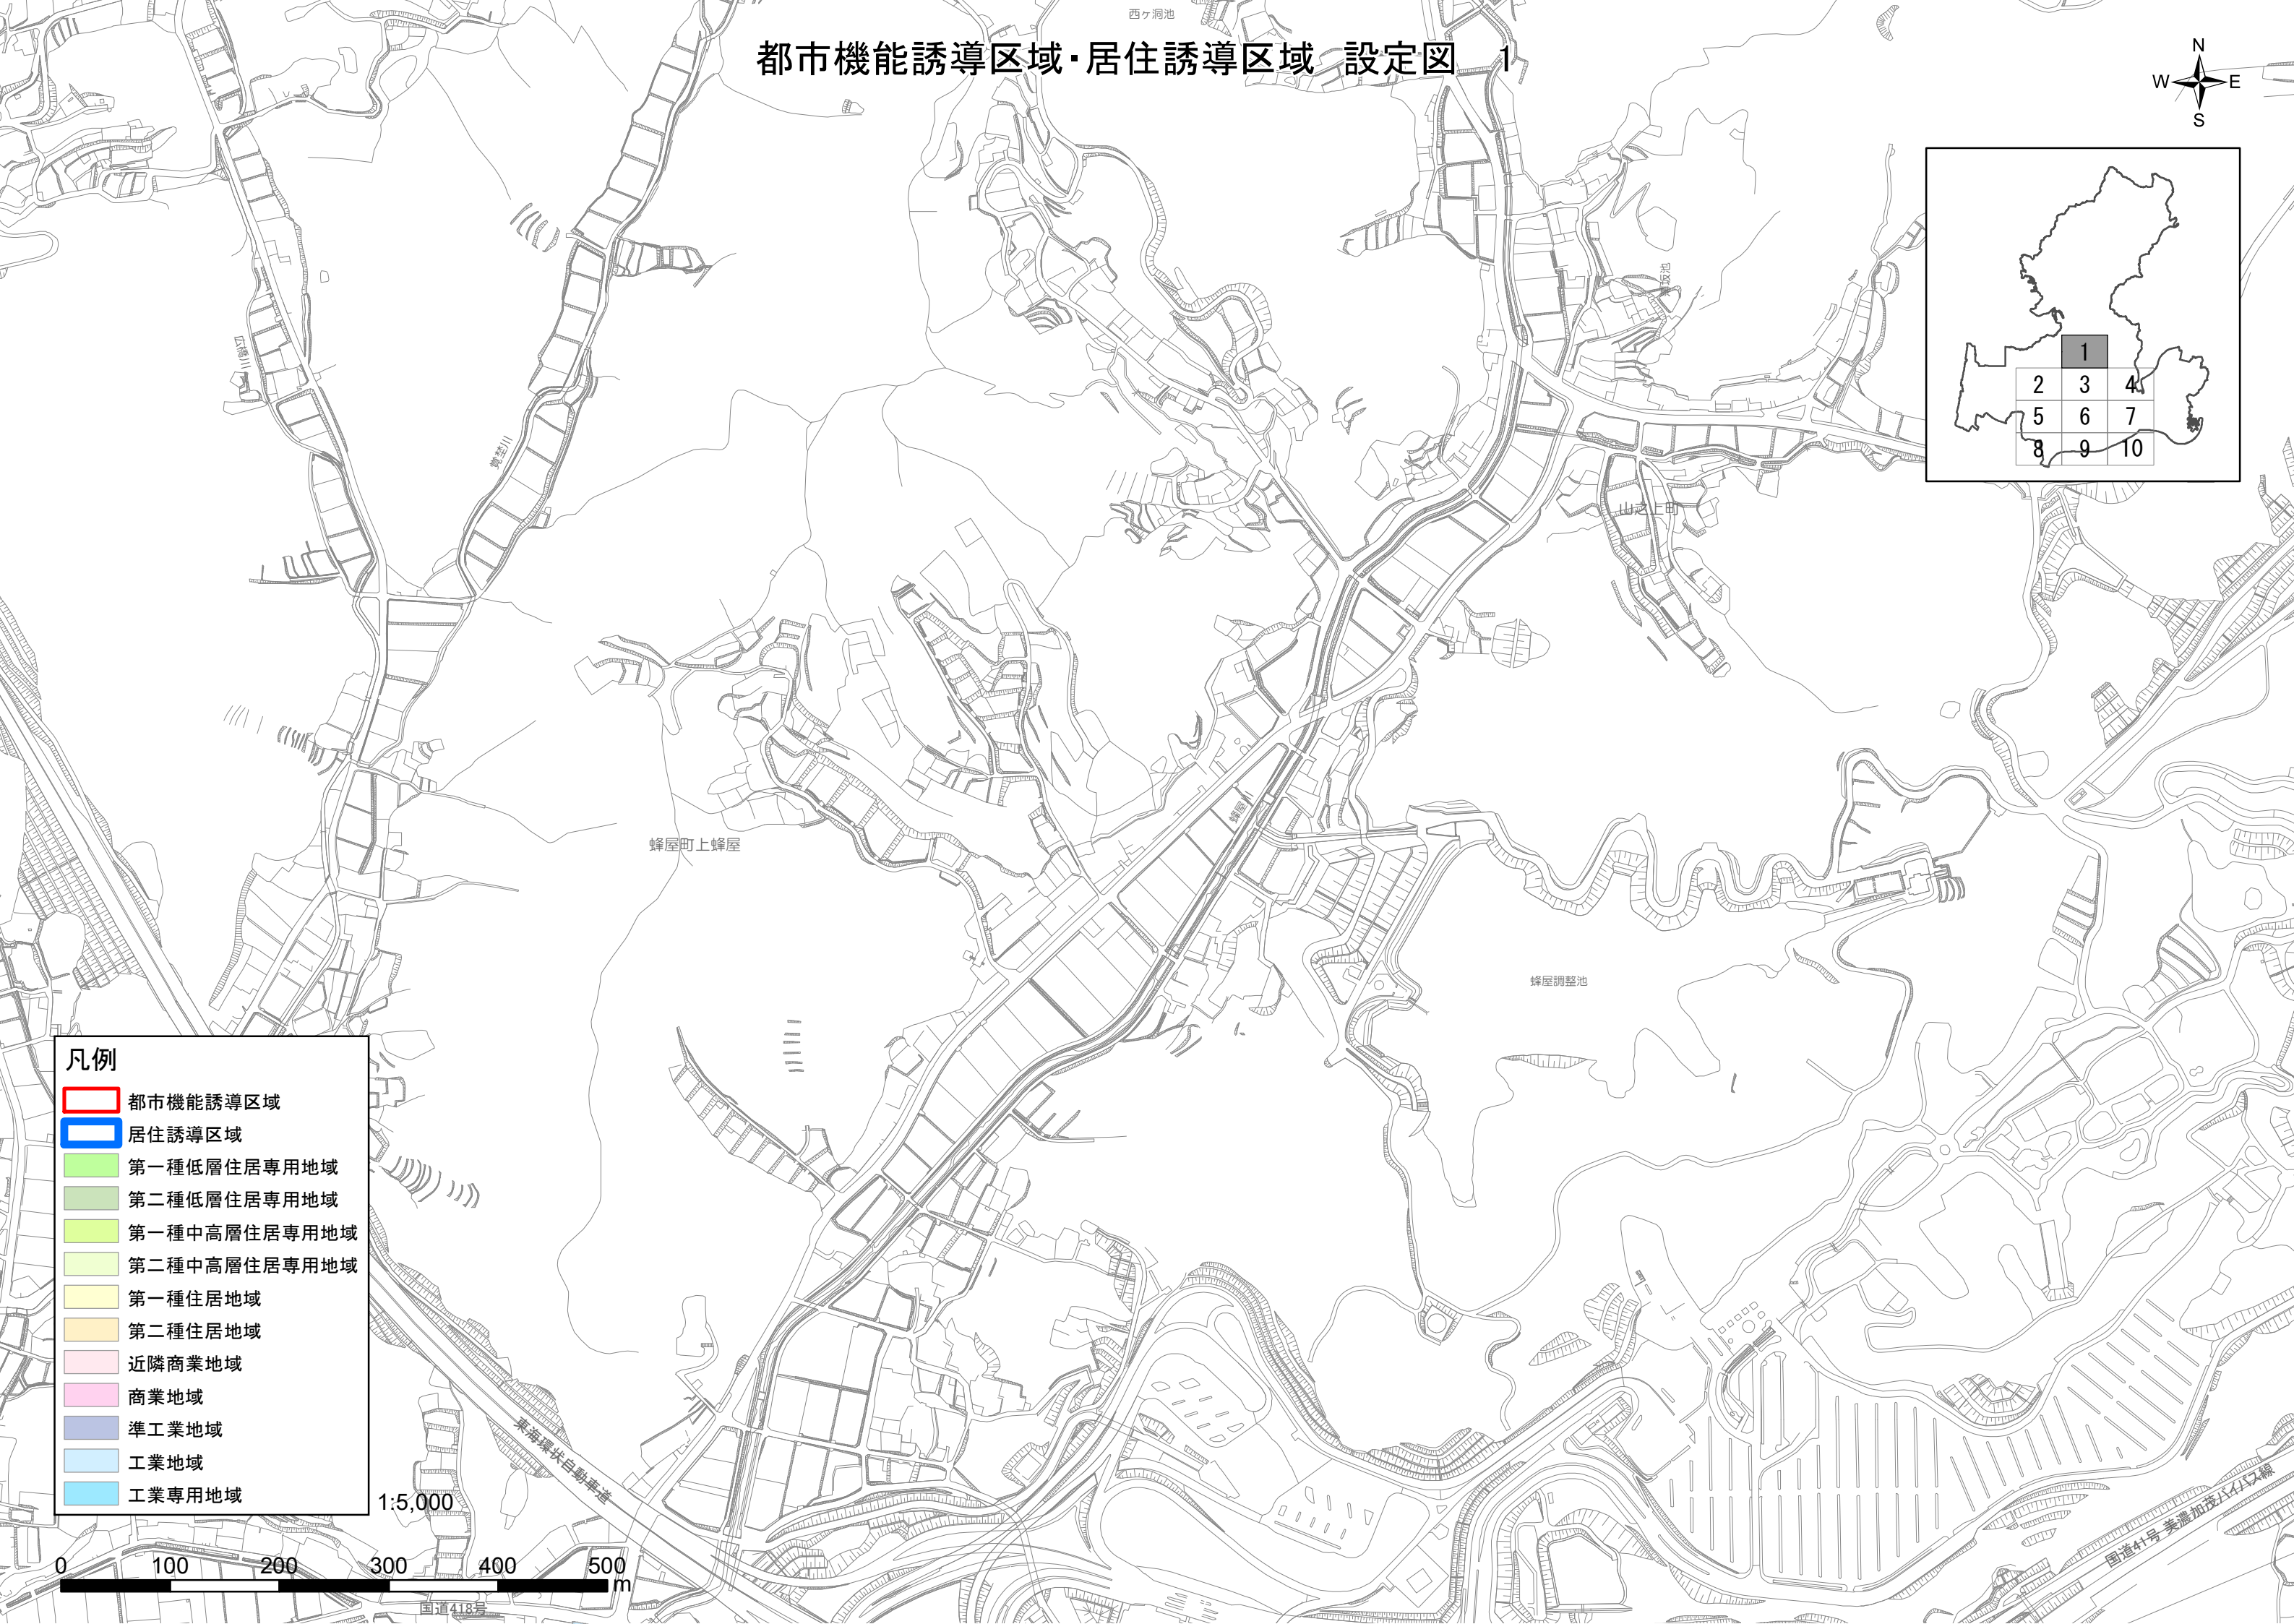 西ヶ洞池
都市機能誘導区域・居住誘導区域　設定図　1
N
W E
S
広橋川
1
2 3 4
5 6 7
8 9 10
山之上町
蜂屋川
蜂屋町上蜂屋
蜂屋調整池
凡例
都市機能誘導区域
居住誘導区域
第一種低層住居専用地域
第二種低層住居専用地域
第一種中高層住居専用地域
第二種中高層住居専用地域
第一種住居地域
第二種住居地域
近隣商業地域
商業地域
準工業地域
工業地域
工業専用地域
1:5,000
東海環状自動車道
国道41号 美濃加茂バイパス線
0 100 200 300 400 500
m
国道418号